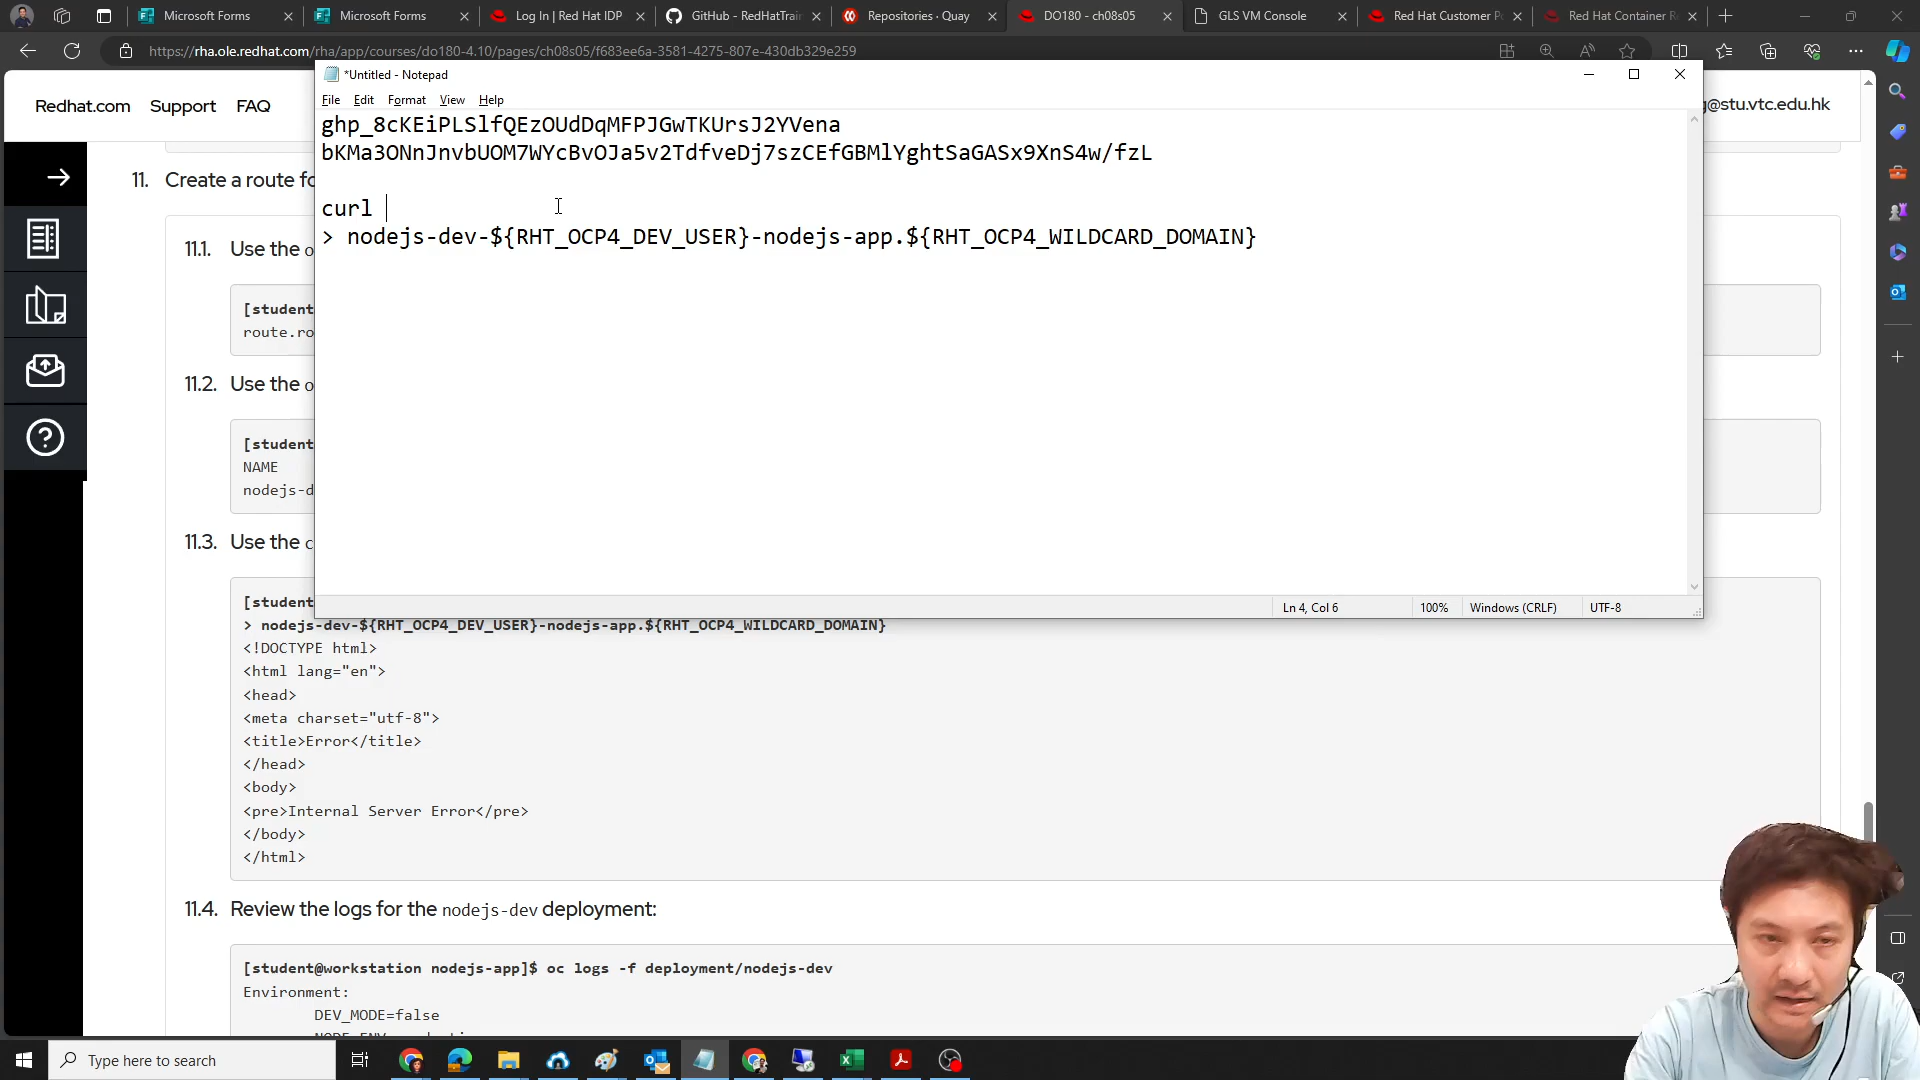 Microsoft Forms
Microsoft Forms
Log In | Red Hat IDP
GitHub - RedHatTrai
Repositories · Quay
DO180 - ch08s05
GLS VM Console
Red Hat Customer P
Red Hat Container R
https://rha.ole.redhat.com/rha/app/courses/do180-4.10/pages/ch08s05/f683ee6a-3581-4275-807e-430db329e259
*Untitled - Notepad
Redhat.com Support FAQ
g@stu.vtc.edu.hk
File Edit Format View Help
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
bKMa3ONnJnvbUOM7WYcBvOJa5v2TdfveDj7szCEfGBMlYghtSaGASx9XnS4w/fzL
curl
> nodejs-dev-${RHT_OCP4_DEV_USER}-nodejs-app.${RHT_OCP4_WILDCARD_DOMAIN}
Ln 4, Col 6 100% Windows (CRLF) UTF-8
11. Create a route fo
11.1. Use the o
[student
route.ro
11.2. Use the o
[student
NAME
nodejs-d
11.3. Use the c
[student
> nodejs-dev-${RHT_OCP4_DEV_USER}-nodejs-app.${RHT_OCP4_WILDCARD_DOMAIN}
<!DOCTYPE html>
<html lang="en">
<head>
<meta charset="utf-8">
<title>Error</title>
</head>
<body>
<pre>Internal Server Error</pre>
</body>
</html>
11.4. Review the logs for the nodejs-dev deployment:
[student@workstation nodejs-app]$ oc logs -f deployment/nodejs-dev
Environment:
DEV_MODE=false
Type here to search